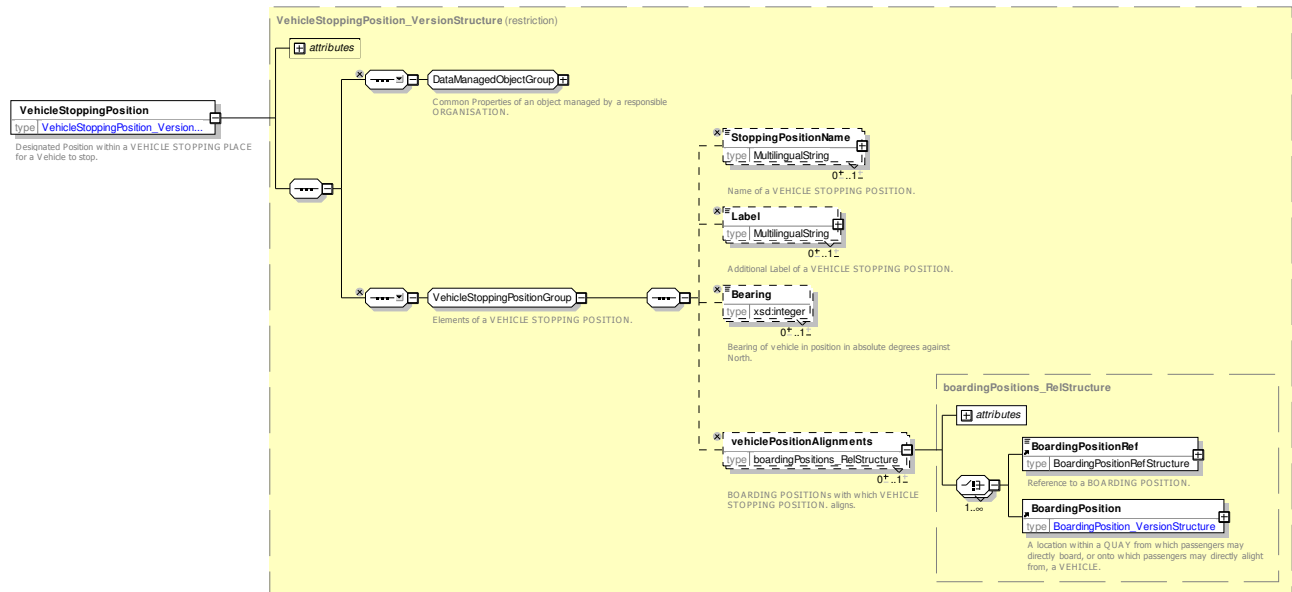 VehicleStoppingPosition_VersionStructure (restriction)
attributes
DataManagedObjectGroup
Common Properties of an object managed by a responsible
ORGANISATION.
VehicleStoppingPosition
type VehicleStoppingPosition_Version...
Designated Position within a VEHICLE STOPPING PLACE
for a Vehicle to stop.
StoppingPositionName
type MultilingualString
0..1
Name of a VEHICLE STOPPING POSITION.
Label
type MultilingualString
0..1
Additional Label of a VEHICLE STOPPING POSITION.
VehicleStoppingPositionGroup
Elements of a VEHICLE STOPPING POSITION.
Bearing
type xsd:integer
0..1
Bearing of vehicle in position in absolute degrees against
North.
vehiclePositionAlignments
type boardingPositions_RelStructure
0..1
BOARDING POSITIONs with which VEHICLE
STOPPING POSITION. aligns.
boardingPositions_RelStructure
attributes
BoardingPositionRef
type BoardingPositionRefStructure
Reference to a BOARDING POSITION.
1..∞
BoardingPosition
type BoardingPosition_VersionStructure
A location within a QUAY from which passengers may
directly board, or onto which passengers may directly alight
from, a VEHICLE.